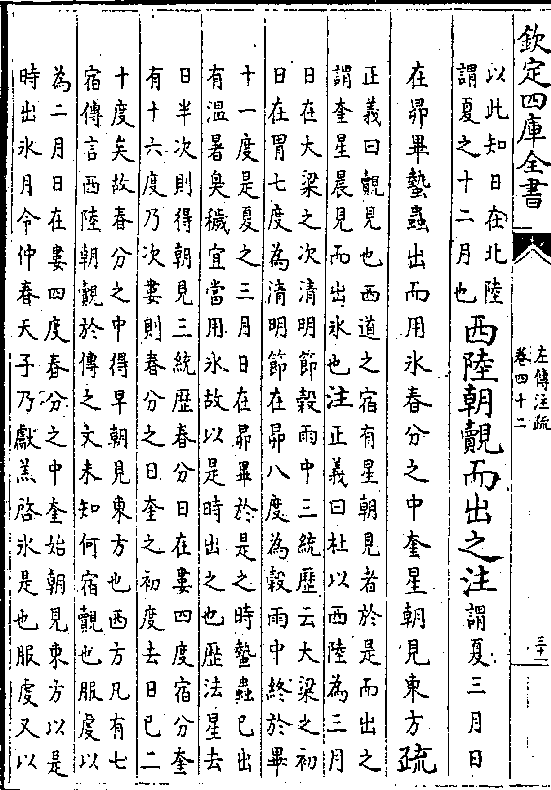 欽定四庫全書
左傳注疏
卷四十二
三十一
以此知日在北陸
謂夏之十二月也
西陸朝覿而出之注謂夏三月日
在昴畢蟄蟲出而用氷春分之中奎星朝見東方疏
正義曰覿見也西道之宿有星朝見者於是而出之
謂奎星晨見而出氷也注正義曰杜以西陸為三月
日在大梁之次清明節榖雨中三統歴云大梁之初
日在胃七度為清明節在昴八度為榖雨中終於畢
十一度是夏之三月日在昴畢於是之時蟄蟲已出
有温暑臭穢宜當用氷故以是時出之也歴法星去
日半次則得朝見三統歴春分日在婁四度宿分奎
有十六度乃次婁則春分之日奎之初度去日已二
十度矣故春分之中得早朝見東方也西方凡有七
宿傳言西陸朝覿於傳之文未知何宿覿也服虔以
為二月日在婁四度春分之中奎始朝見東方以是
時出氷月令仲春天子乃獻羔啓氷是也服虔又以